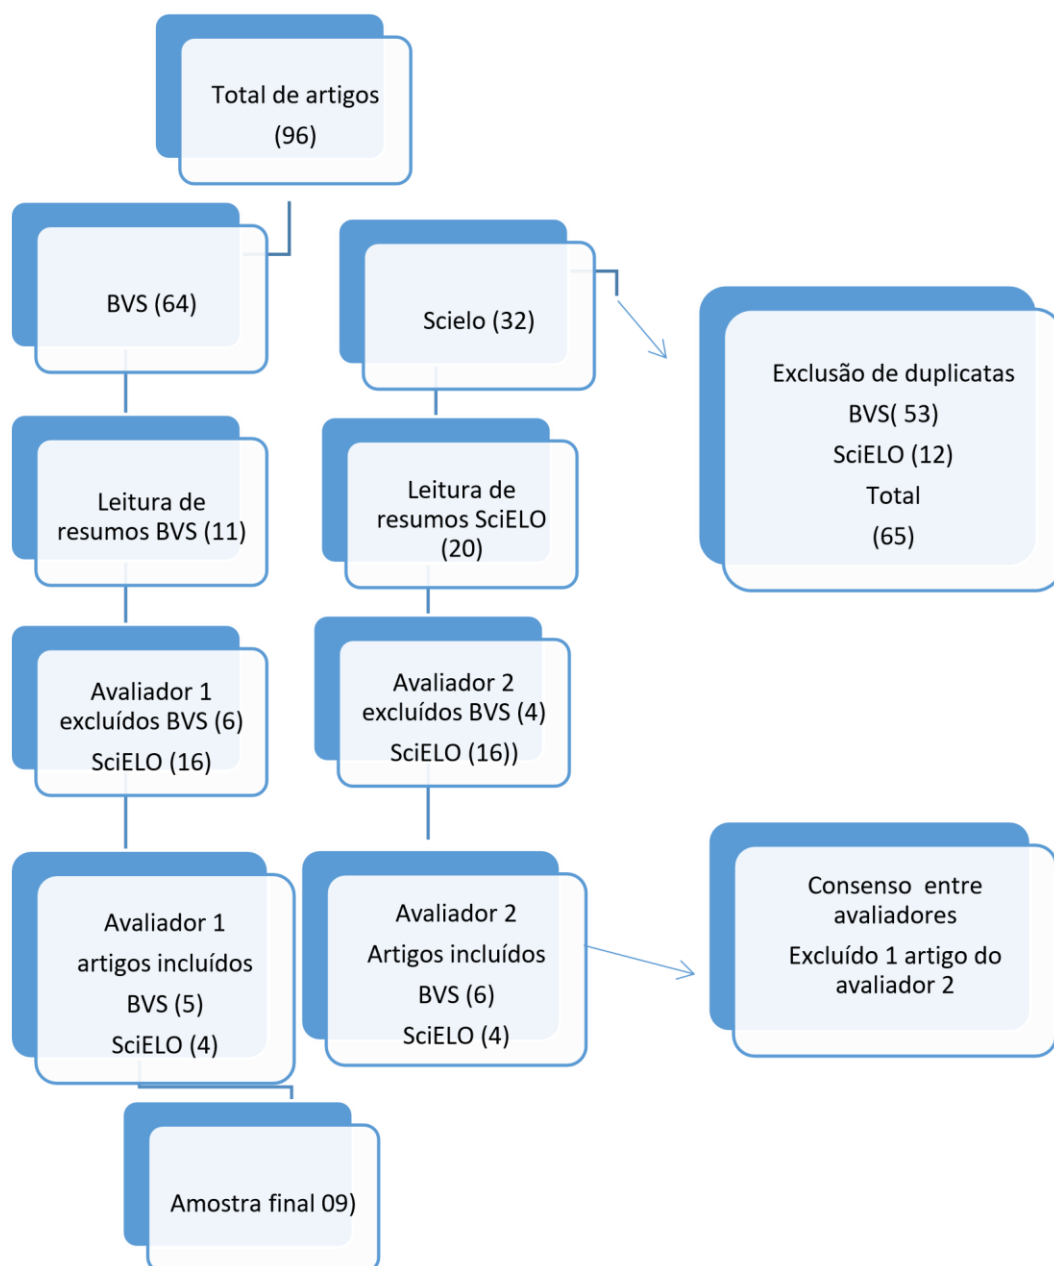 Total de artigos
(96)
BVS (64)
Scielo (32)
Exclusão de duplicatas
BVS( 53)
SciELO (12)
Total
(65)
Leitura de
resumos BVS (11)
Leitura de
resumos SciELO
(20)
Avaliador 1
excluídos BVS (6)
SciELO (16)
Avaliador 2
excluídos BVS (4)
SciELO (16))
Avaliador 1
artigos incluídos
BVS (5)
SciELO (4)
Avaliador 2
Artigos incluídos
BVS (6)
SciELO (4)
Consenso entre
avaliadores
Excluído 1 artigo do
avaliador 2
Amostra final 09)